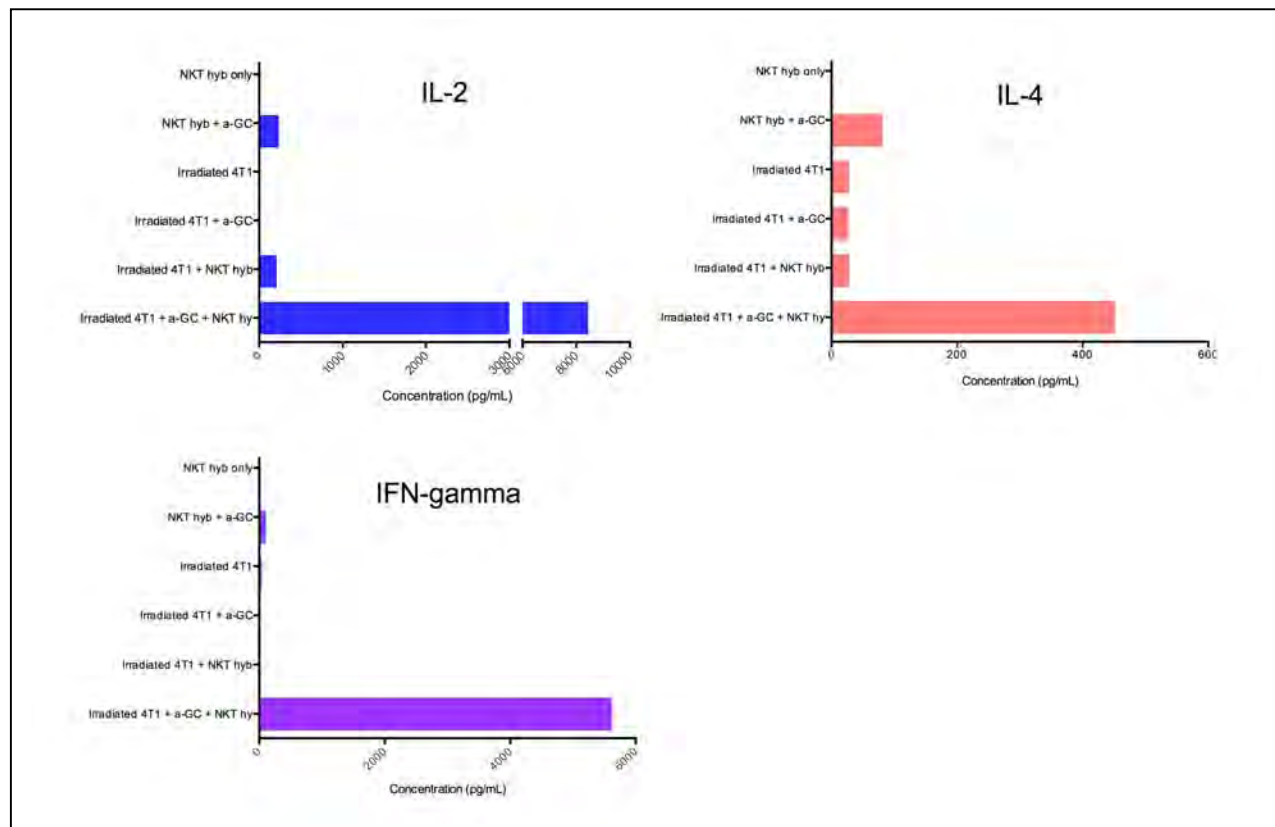 IL-2
NKT hyb only
NKT hyb + a-GC
Irradiated 4T1
Irradiated 4T1 + a-GC
Irradiated 4T1 + NKT hyb
Irradiated 4T1 + a-GC + NKT hy
0
1000
2000
3000
6000
8000
10000
Concentration (pg/mL)
IL-4
NKT hyb only
NKT hyb + a-GC
Irradiated 4T1
Irradiated 4T1 + a-GC
Irradiated 4T1 + NKT hyb
Irradiated 4T1 + a-GC + NKT hy
0
200
400
600
Concentration (pg/mL)
IFN-gamma
NKT hyb only
NKT hyb + a-GC
Irradiated 4T1
Irradiated 4T1 + a-GC
Irradiated 4T1 + NKT hyb
Irradiated 4T1 + a-GC + NKT hy
0
2000
4000
6000
Concentration (pg/mL)